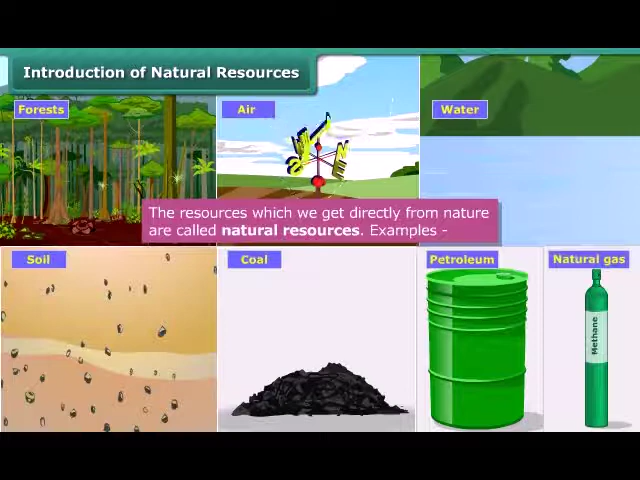 Introduction of Natural Resources
Forests
Air
Water
The resources which we get directly from nature
are called natural resources. Examples -
Soil
Coal
Petroleum
Natural gas
Methane